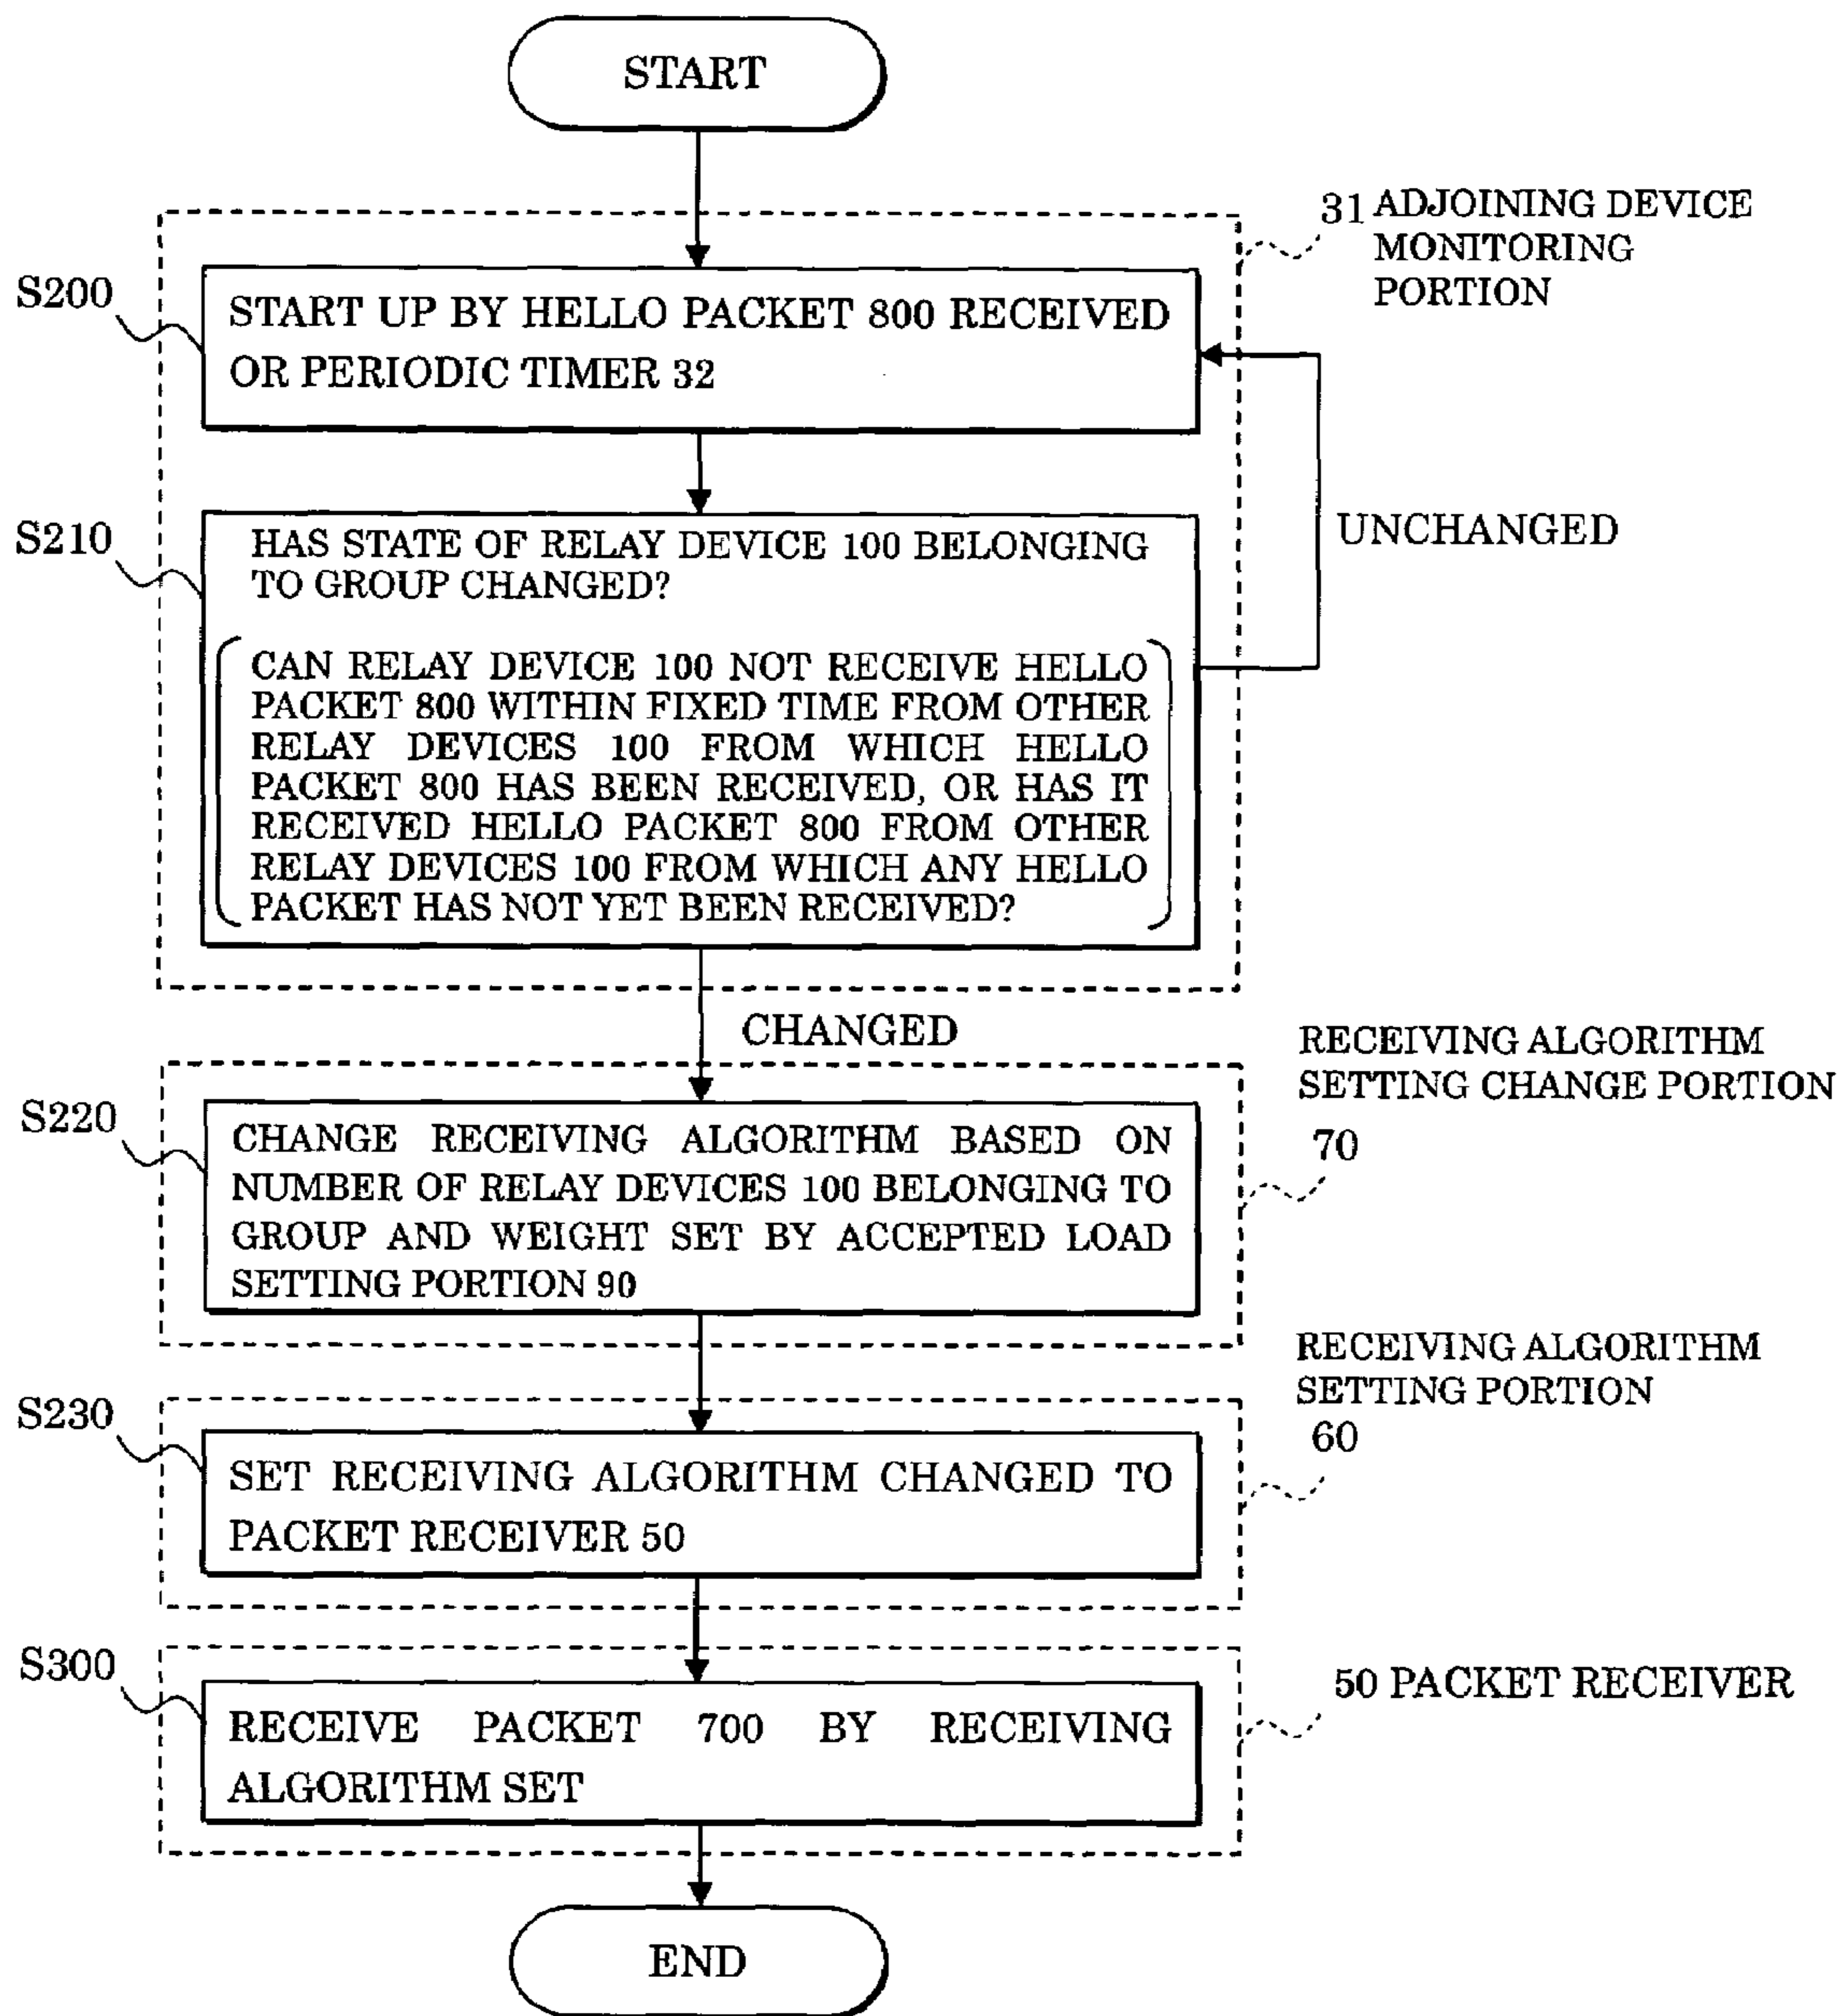 START
31 ADJOINING DEVICE
MONITORING
PORTION
S200
START UP BY HELLO PACKET 800 RECEIVED
OR PERIODIC TIMER 32
S210
HAS STATE OF RELAY DEVICE 100 BELONGING
TO GROUP CHANGED?
UNCHANGED
CAN RELAY DEVICE 100 NOT RECEIVE HELLO
PACKET 800 WITHIN FIXED TIME FROM OTHER
RELAY DEVICES 100 FROM WHICH HELLO
PACKET 800 HAS BEEN RECEIVED, OR HAS IT
RECEIVED HELLO PACKET 800 FROM OTHER
RELAY DEVICES 100 FROM WHICH ANY HELLO
PACKET HAS NOT YET BEEN RECEIVED?
CHANGED
RECEIVING ALGORITHM
SETTING CHANGE PORTION
70
S220
CHANGE RECEIVING ALGORITHM BASED ON
NUMBER OF RELAY DEVICES 100 BELONGING TO
GROUP AND WEIGHT SET BY ACCEPTED LOAD
SETTING PORTION 90
RECEIVING ALGORITHM
SETTING PORTION
60
S230
SET RECEIVING ALGORITHM CHANGED TO
PACKET RECEIVER 50
S300
50 PACKET RECEIVER
RECEIVE PACKET 700 BY RECEIVING
ALGORITHM SET
END